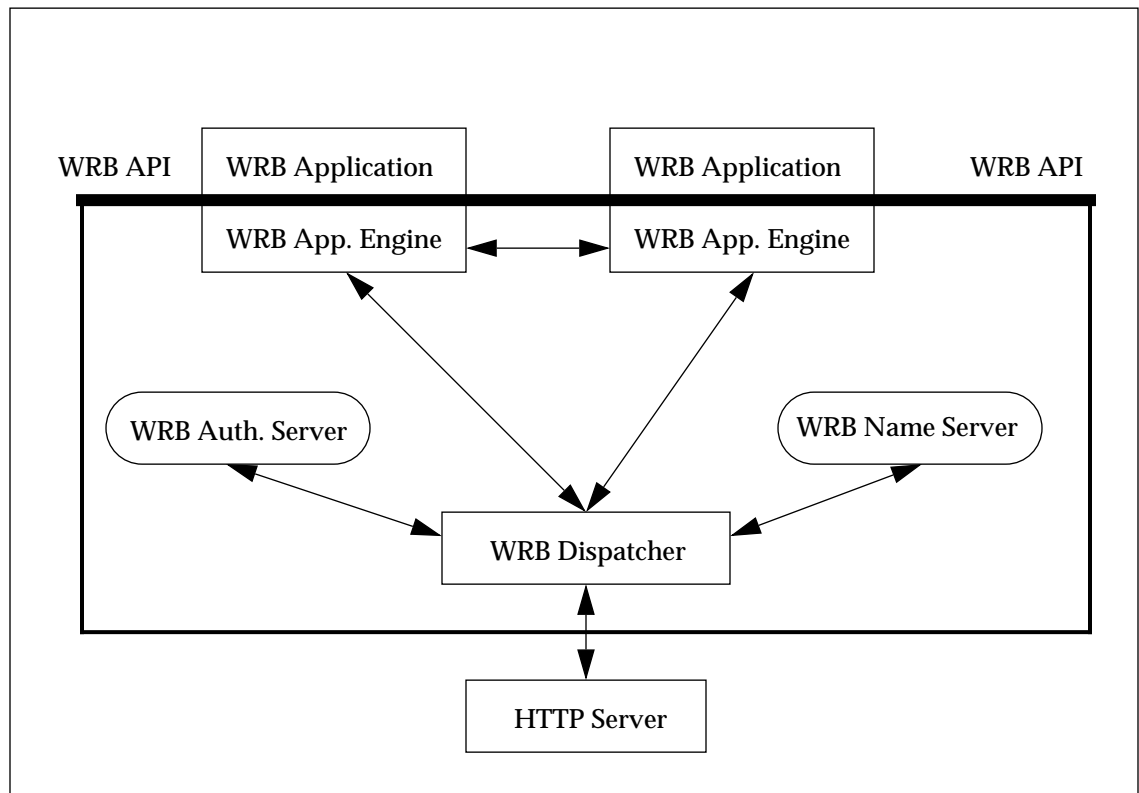 WRB API
WRB Application
WRB Application
WRB API
WRB App. Engine
WRB App. Engine
WRB Auth. Server
WRB Name Server
WRB Dispatcher
HTTP Server